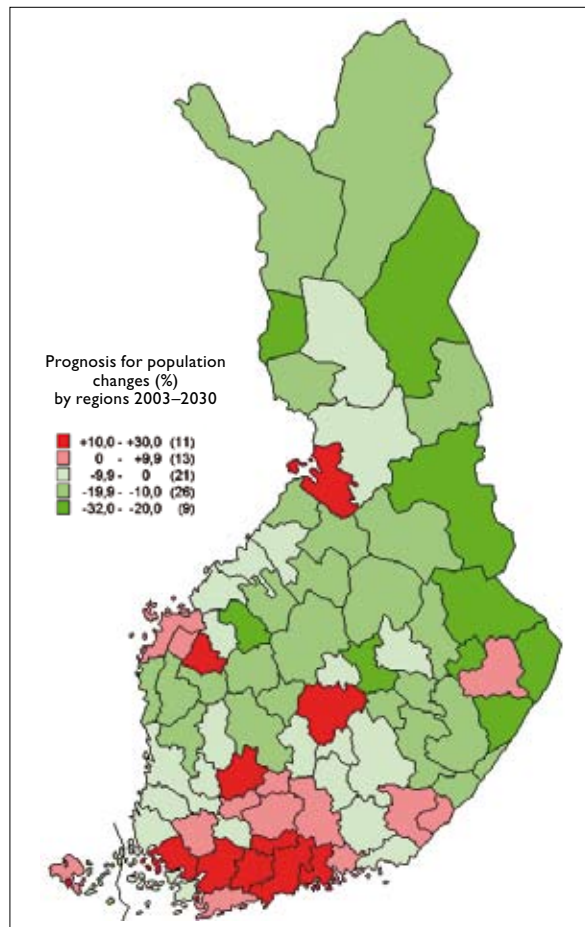 Prognosis for population
changes (%)
by regions 2003–2030
+10,0 - +30,0 (11)
0 - +9,9 (13)
-9,9 - 0 (21)
-19,9 - -10,0 (26)
-32,0 - -20,0 (9)